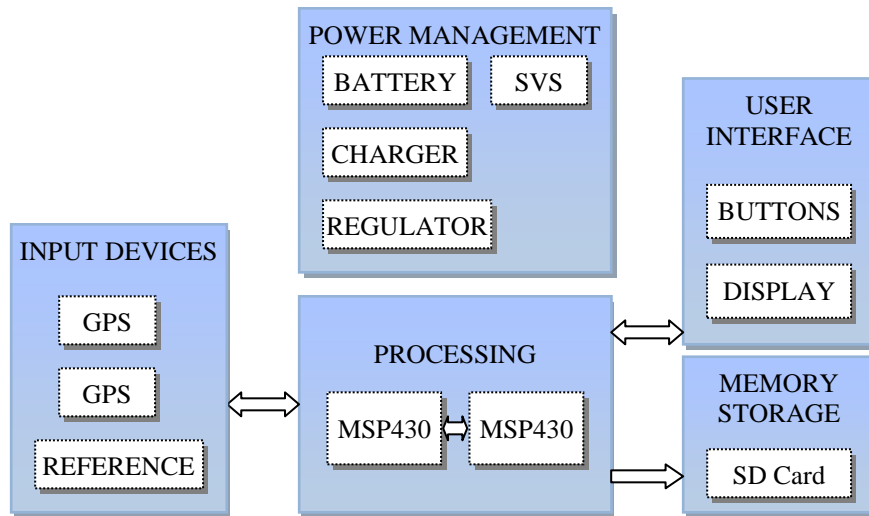 POWER MANAGEMENT
BATTERY
SVS
CHARGER
REGULATOR
USER
INTERFACE
BUTTONS
DISPLAY
INPUT DEVICES
GPS
GPS
REFERENCE
PROCESSING
MSP430
MSP430
MEMORY
STORAGE
SD Card